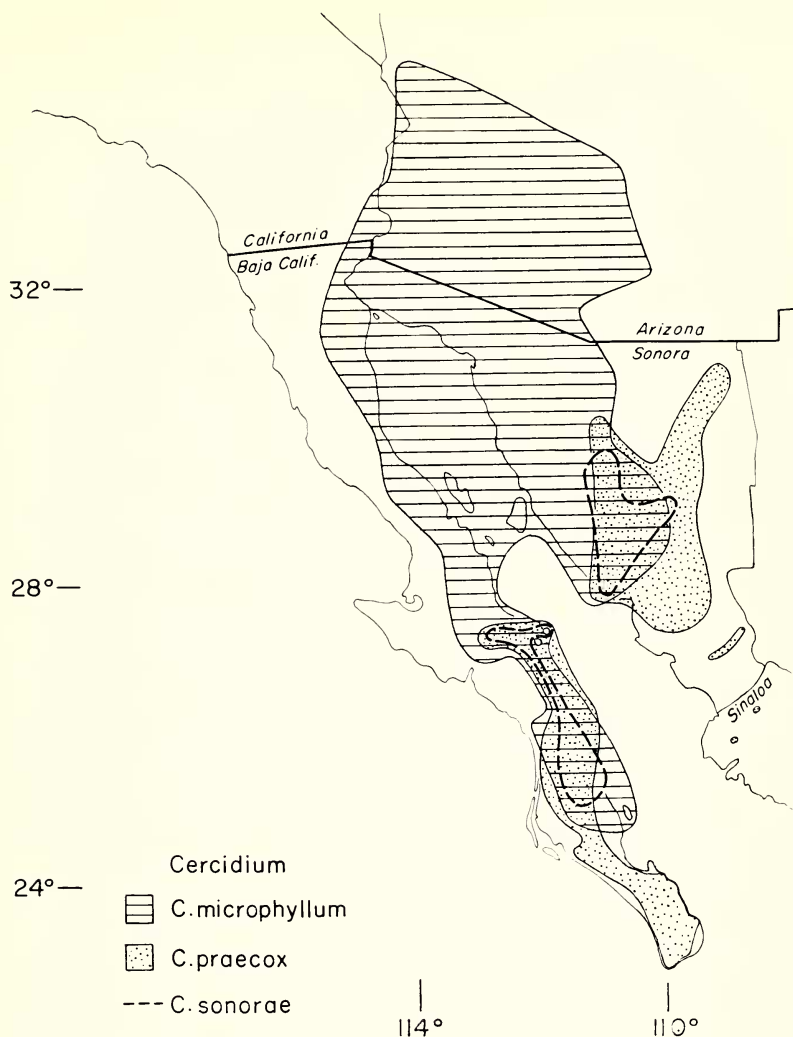 California
Baja Calif.
32°
Arizona
Sonora
28°
Sinaloa
24°
Cercidium
C. microphyllum
C. praecox
C. sonorae
114°
110°